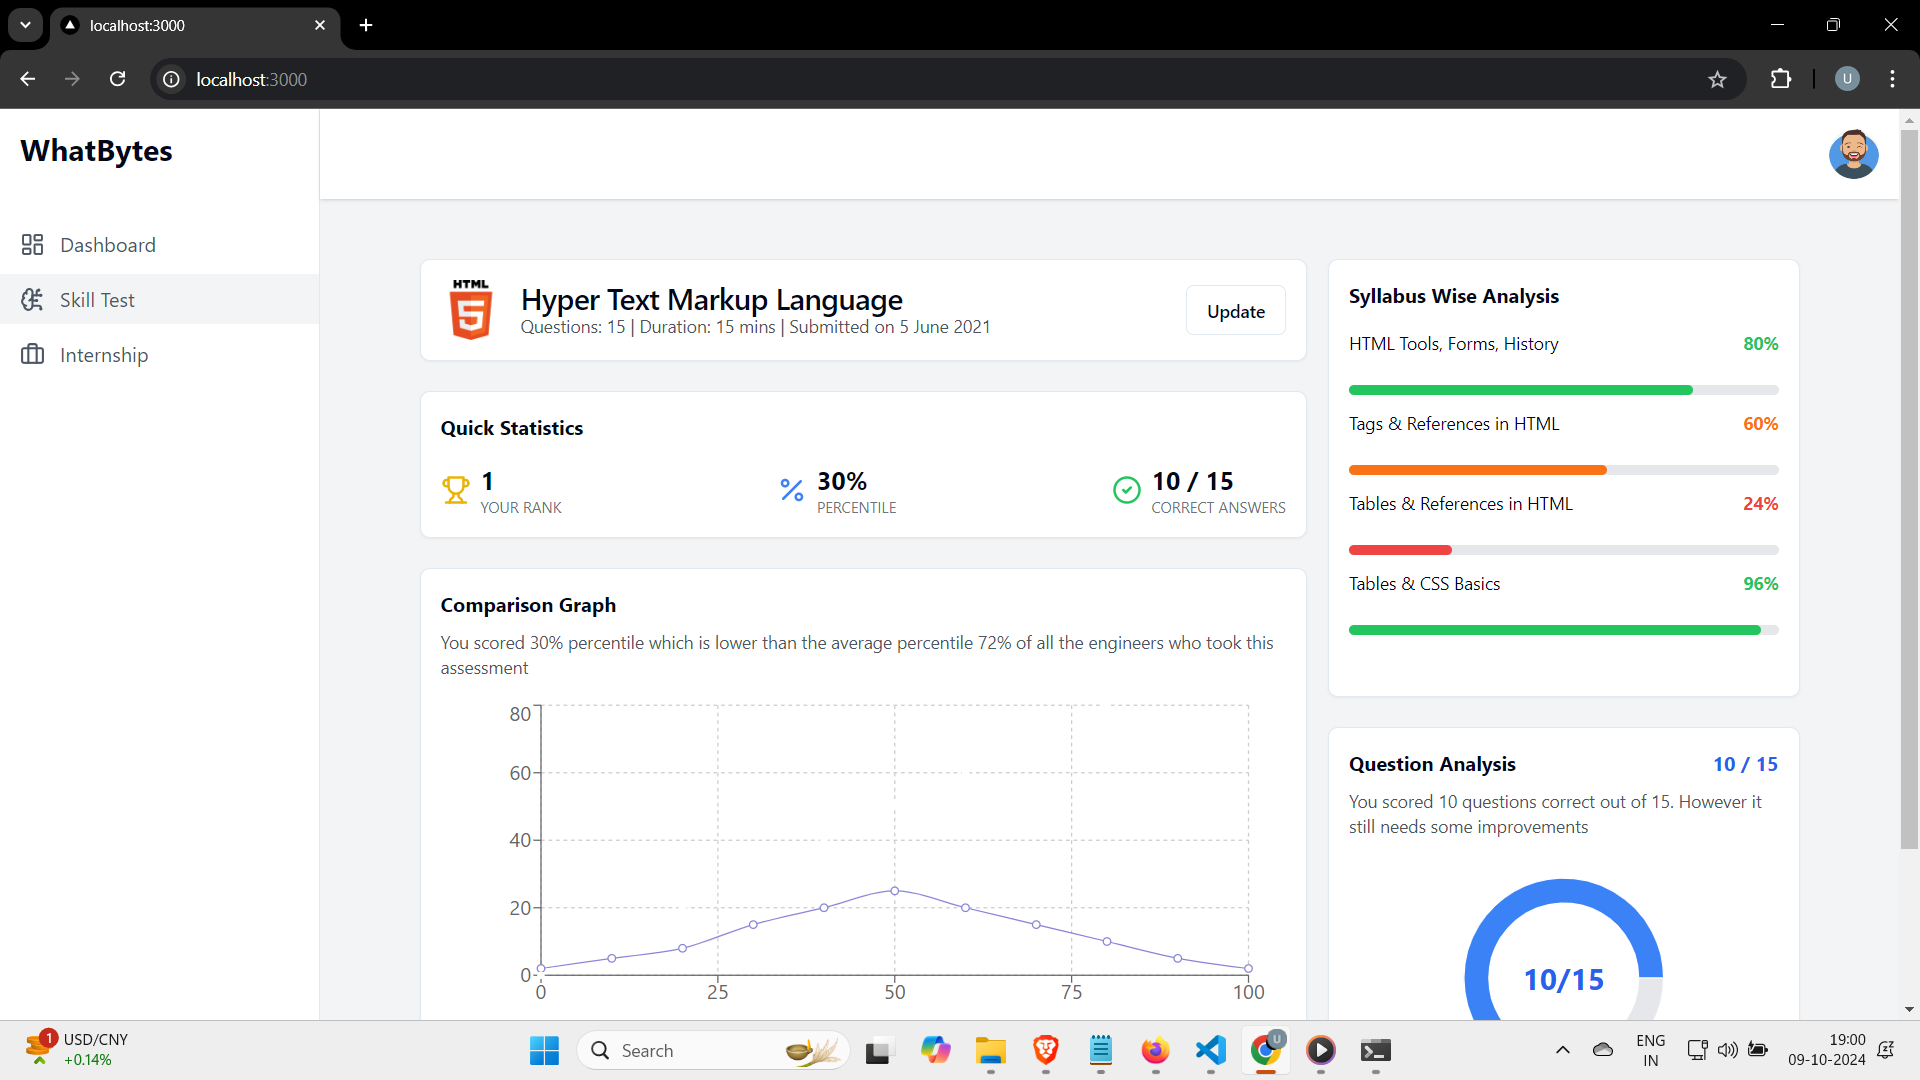 localhost:3000
localhost:3000
U
WhatBytes
Dashboard
Skill Test
Internship
HTML
5
Hyper Text Markup Language
Questions: 15 | Duration: 15 mins | Submitted on 5 June 2021
Update
Quick Statistics
1
YOUR RANK
30%
PERCENTILE
10 / 15
CORRECT ANSWERS
Comparison Graph
You scored 30% percentile which is lower than the average percentile 72% of all the engineers who took this
assessment
80
60
40
20
0
0 25 50 75 100
Syllabus Wise Analysis
HTML Tools, Forms, History 80%
Tags & References in HTML 60%
Tables & References in HTML 24%
Tables & CSS Basics 96%
Question Analysis 10 / 15
You scored 10 questions correct out of 15. However it
still needs some improvements
10/15
1
USD/CNY
+0.14%
Search
U
ENG
IN
19:00
09-10-2024